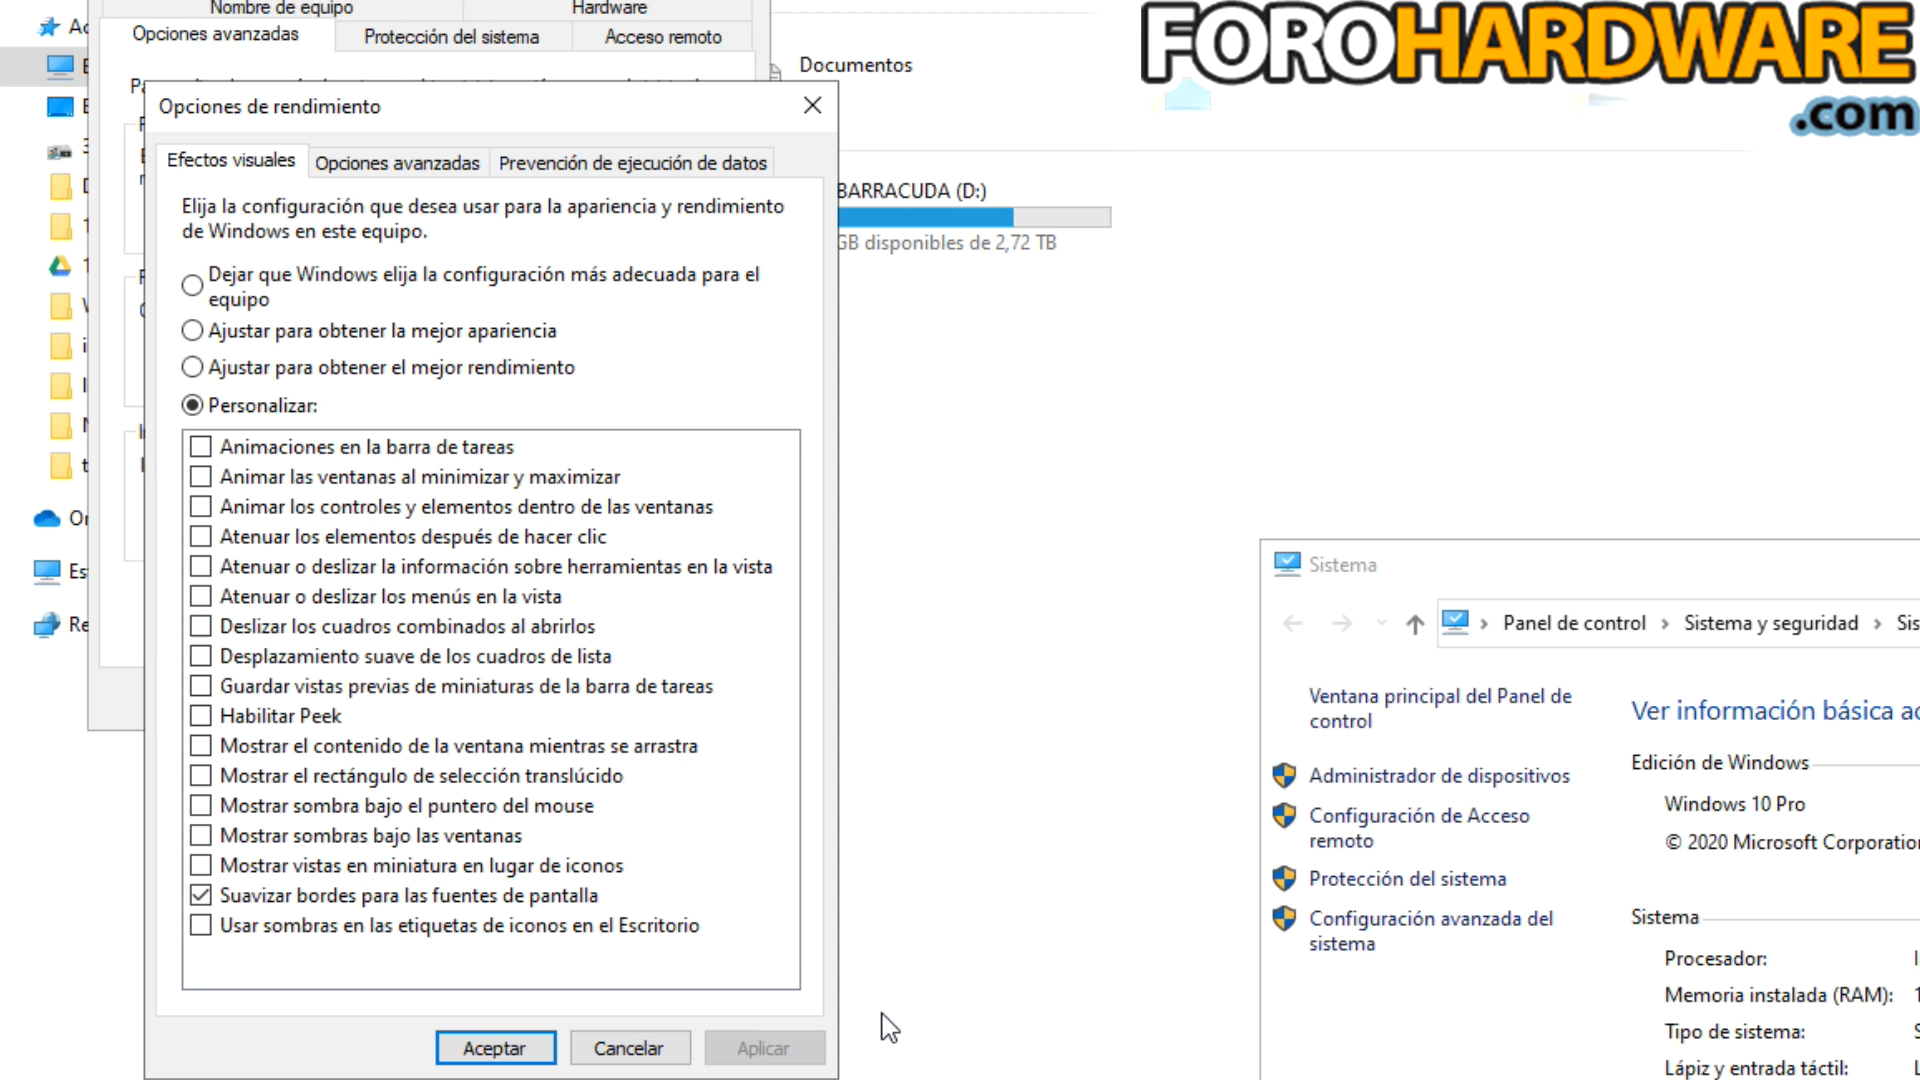 Nombre de equipo
Hardware
Opciones avanzadas
Protección del sistema
Acceso remoto
Opciones de rendimiento
Efectos visuales
Opciones avanzadas
Prevención de ejecución de datos
Elija la configuración que desea usar para la apariencia y rendimiento
de Windows en este equipo.
Dejar que Windows elija la configuración más adecuada para el
equipo
Ajustar para obtener la mejor apariencia
Ajustar para obtener el mejor rendimiento
Personalizar:
Animaciones en la barra de tareas
Animar las ventanas al minimizar y maximizar
Animar los controles y elementos dentro de las ventanas
Atenuar los elementos después de hacer clic
Atenuar o deslizar la información sobre herramientas en la vista
Atenuar o deslizar los menús en la vista
Deslizar los cuadros combinados al abrirlos
Desplazamiento suave de los cuadros de lista
Guardar vistas previas de miniaturas de la barra de tareas
Habilitar Peek
Mostrar el contenido de la ventana mientras se arrastra
Mostrar el rectángulo de selección translúcido
Mostrar sombra bajo el puntero del mouse
Mostrar sombras bajo las ventanas
Mostrar vistas en miniatura en lugar de iconos
Suavizar bordes para las fuentes de pantalla
Usar sombras en las etiquetas de iconos en el Escritorio
Aceptar
Cancelar
Aplicar
Documentos
BARRACUDA (D:)
GB disponibles de 2,72 TB
FOROHARDWARE
.com
Sistema
Panel de control
Sistema y seguridad
Sis
Ventana principal del Panel de
control
Administrador de dispositivos
Configuración de Acceso
remoto
Protección del sistema
Configuración avanzada del
sistema
Ver información básica
Edición de Windows
Windows 10 Pro
© 2020 Microsoft Corporation
Sistema
Procesador:
Memoria instalada (RAM):
Tipo de sistema:
Lápiz y entrada táctil: